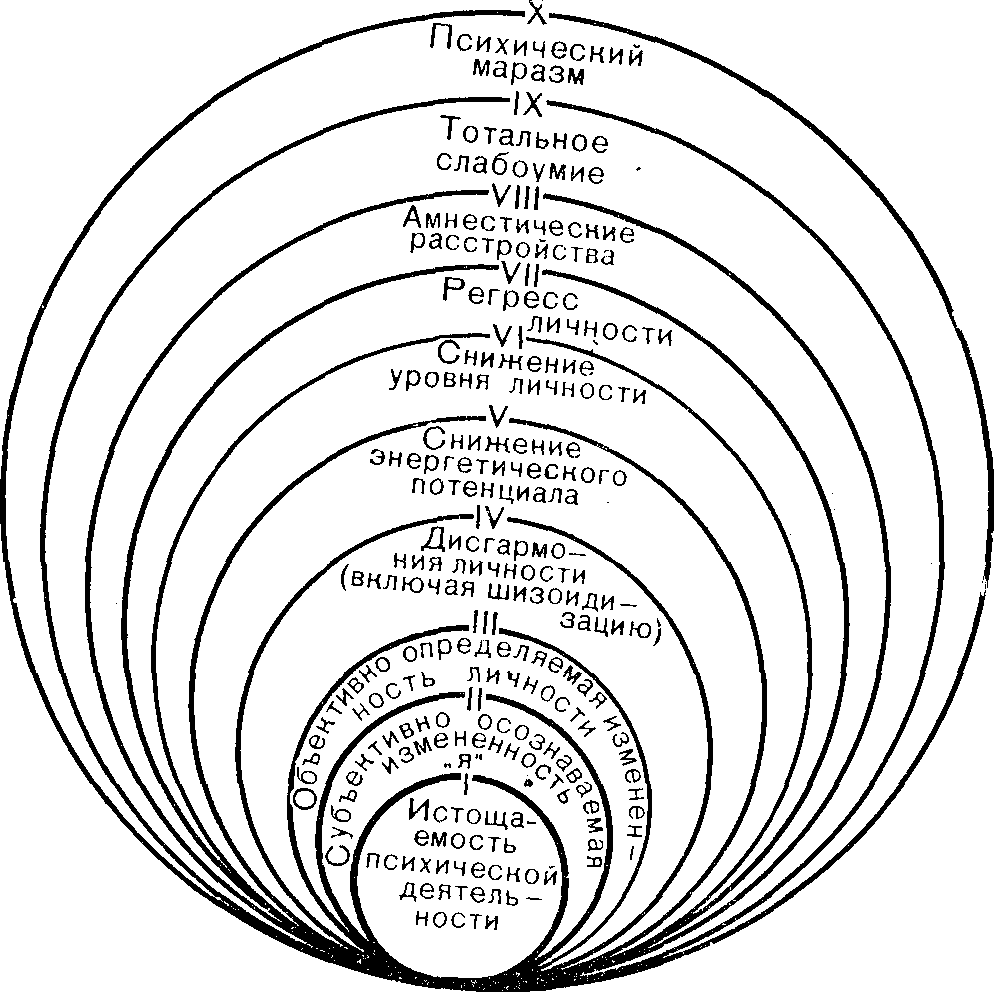 X
Психический
маразм
IX
Тотальное
слабоумие
VIII
Амнестические
расстройства
VII
Регресс
личности
VI
Снижение
уровня личности
V
Снижение
энергетического
потенциала
IV
Дисгармо—
ния личности
(включая шизоиди—
зацию)
III
Объективно определяемая изменен—
ность личности
II
Субъективно осознаваемая
измененность
„я“
I
Истоща-
емость
психической
деятель—
ности